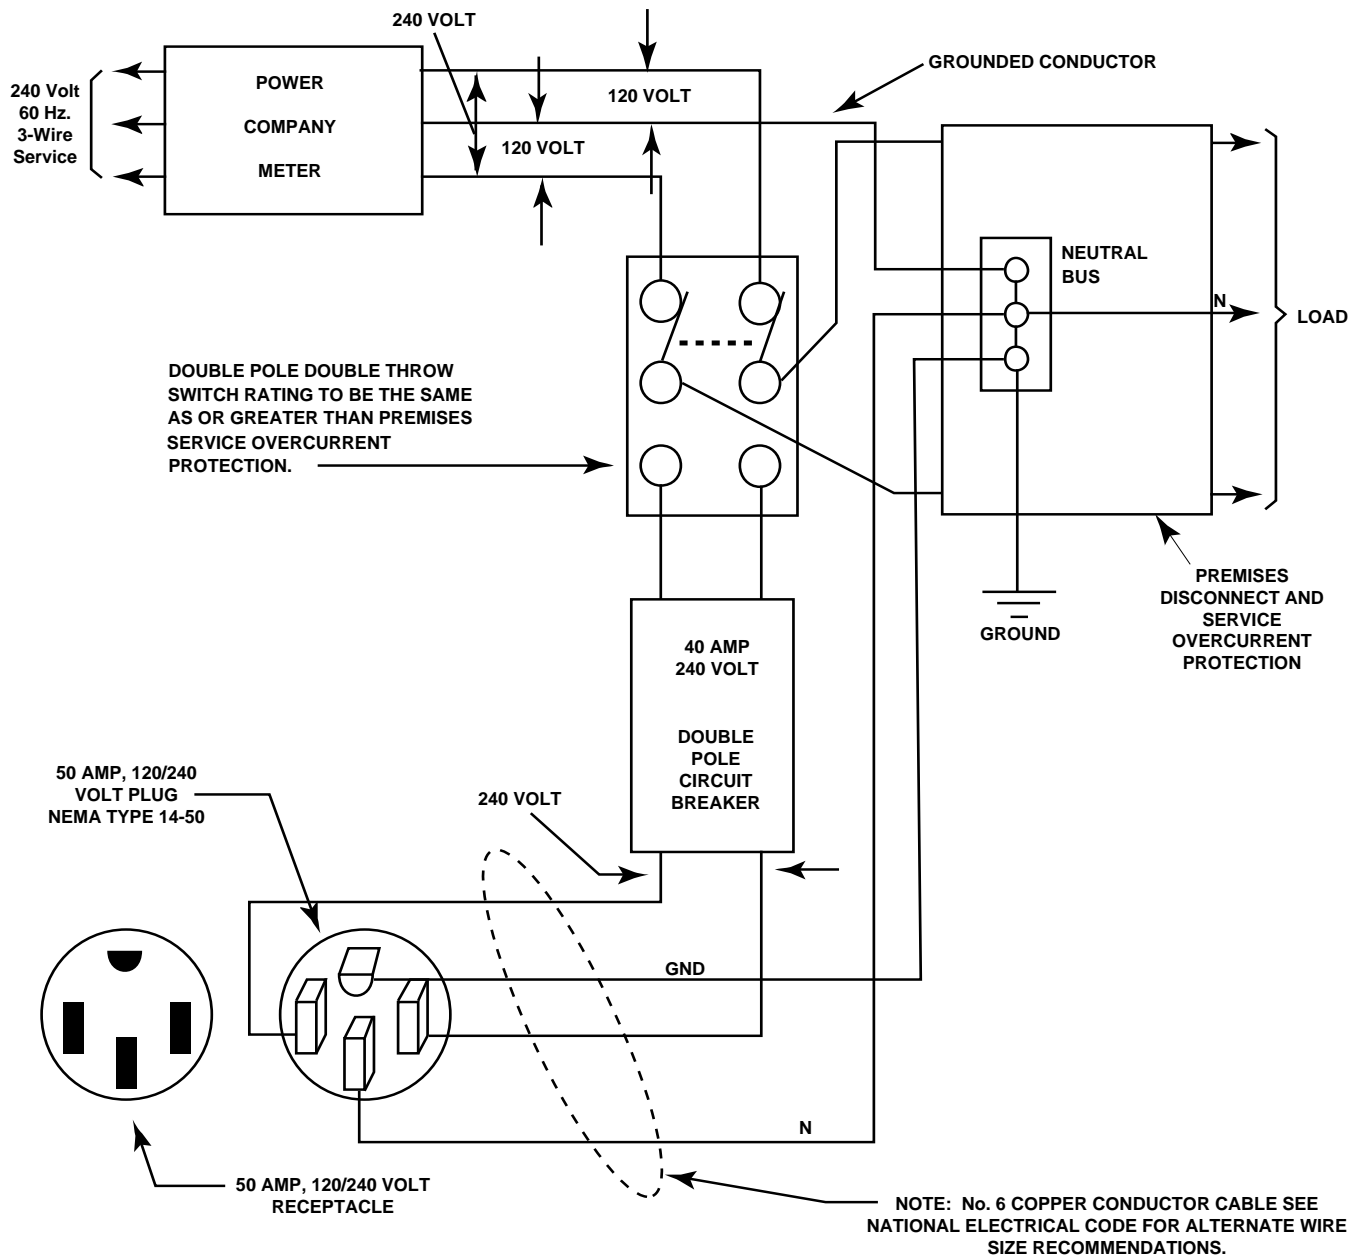 240 VOLT
GROUNDED CONDUCTOR
240 Volt
60 Hz.
3-Wire
Service
POWER
COMPANY
METER
120 VOLT
120 VOLT
NEUTRAL
BUS
N
LOAD
DOUBLE POLE DOUBLE THROW
SWITCH RATING TO BE THE SAME
AS OR GREATER THAN PREMISES
SERVICE OVERCURRENT
PROTECTION.
GROUND
PREMISES
DISCONNECT AND
SERVICE
OVERCURRENT
PROTECTION
40 AMP
240 VOLT
DOUBLE
POLE
CIRCUIT
BREAKER
50 AMP, 120/240
VOLT PLUG
NEMA TYPE 14-50
240 VOLT
GND
N
50 AMP, 120/240 VOLT
RECEPTACLE
NOTE: No. 6 COPPER CONDUCTOR CABLE SEE
NATIONAL ELECTRICAL CODE FOR ALTERNATE WIRE
SIZE RECOMMENDATIONS.